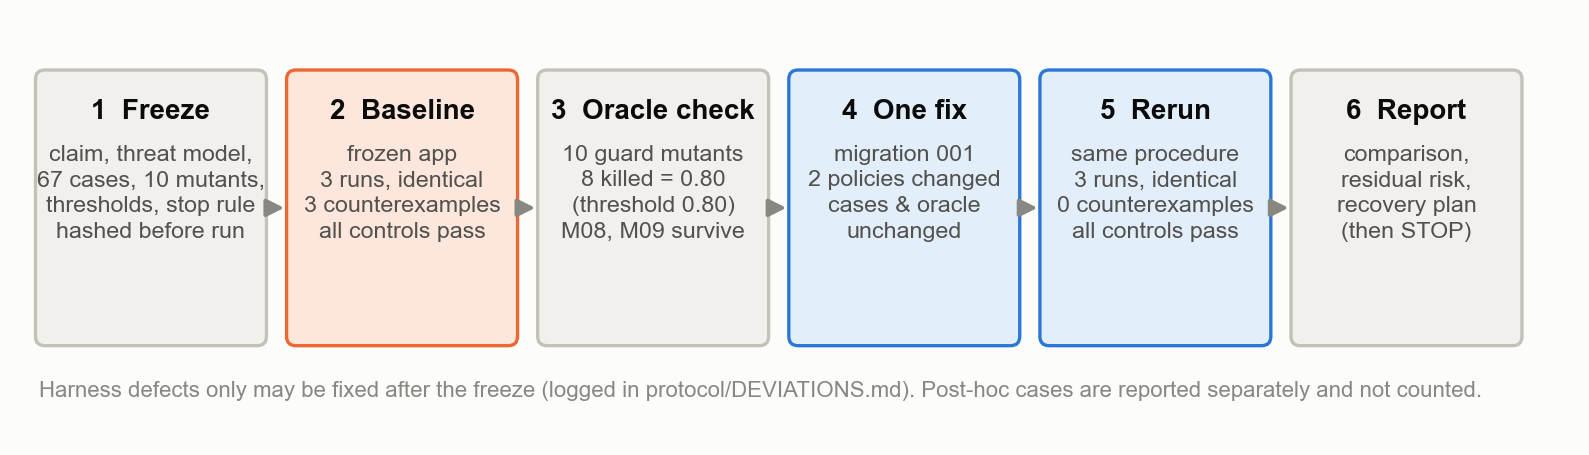 1 Freeze
claim, threat model,
67 cases, 10 mutants,
thresholds, stop rule
hashed before run
2 Baseline
frozen app
3 runs, identical
3 counterexamples
all controls pass
3 Oracle check
10 guard mutants
8 killed = 0.80
(threshold 0.80)
M08, M09 survive
4 One fix
migration 001
2 policies changed
cases & oracle
unchanged
5 Rerun
same procedure
3 runs, identical
0 counterexamples
all controls pass
6 Report
comparison,
residual risk,
recovery plan
(then STOP)
Harness defects only may be fixed after the freeze (logged in protocol/DEVIATIONS.md). Post-hoc cases are reported separately and not counted.